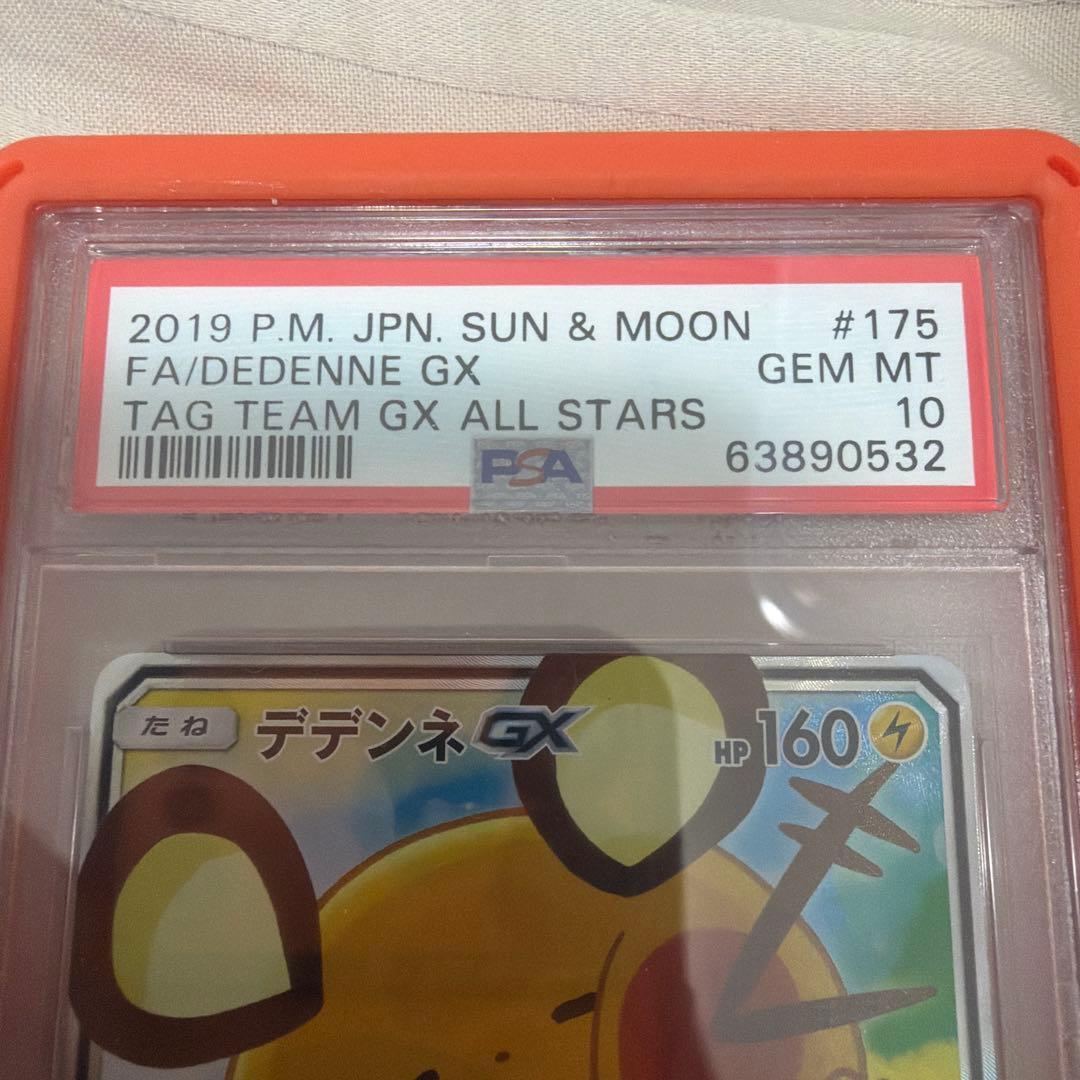 2019 P.M. JPN. SUN & MOON #175
FA/DEDENNE GX GEM MT
TAG TEAM GX ALL STARS 10
PSA 63890532
たね デデンネGX HP160